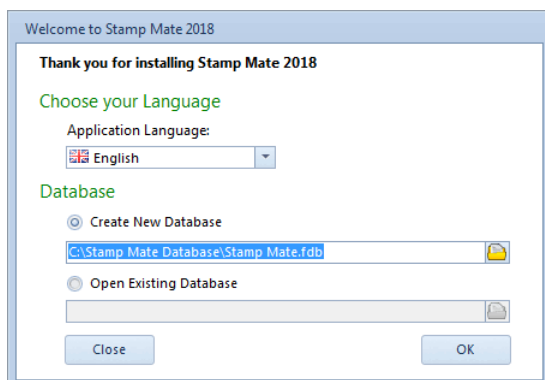 Welcome to Stamp Mate 2018
Thank you for installing Stamp Mate 2018
Choose your Language
Application Language:
English
Database
Create New Database
C:\Stamp Mate Database\Stamp Mate.fdb
Open Existing Database
Close OK